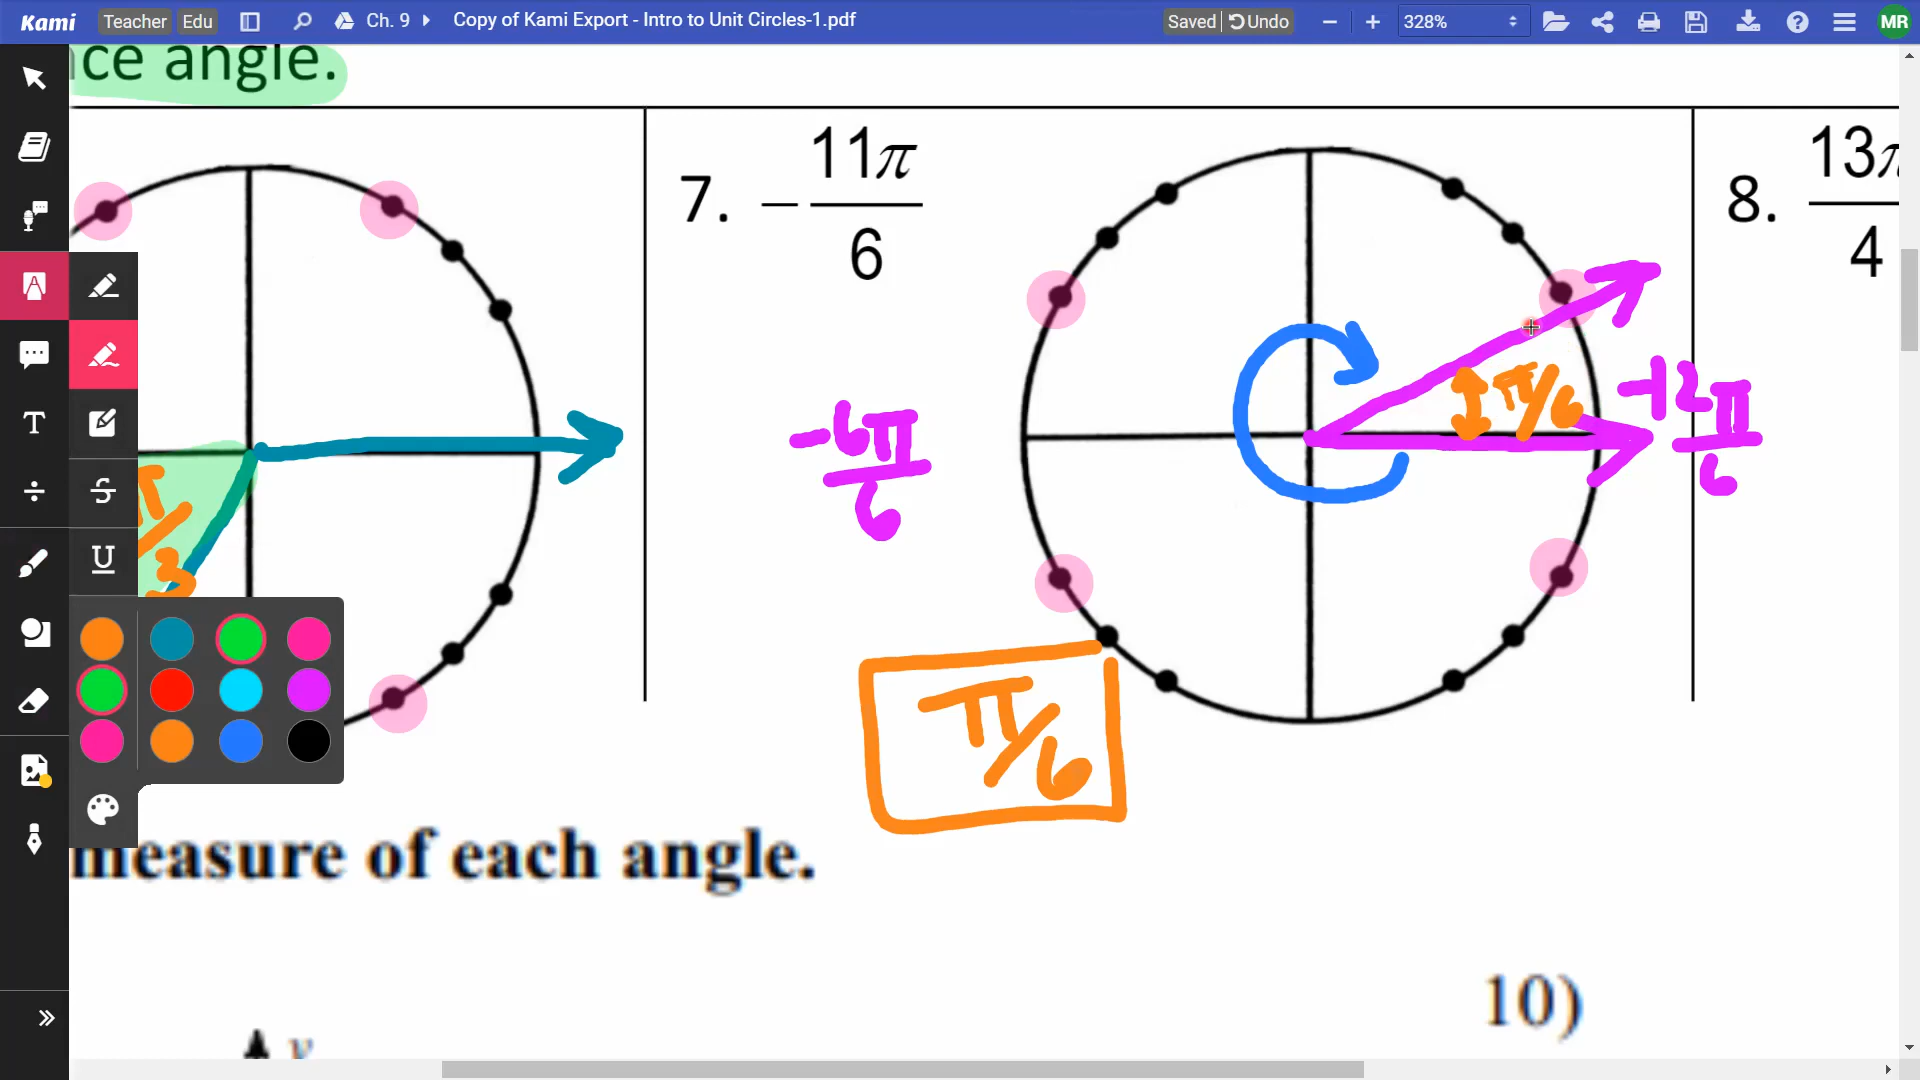 Kami Teacher Edu Ch. 9 Copy of Kami Export - Intro to Unit Circles-1.pdf Saved Undo 328% MR
ce angle.
7. -11π/6
8. 13π/4
-6π/6
π/6
-12π/6
π/3
π/6
measure of each angle.
10)
y